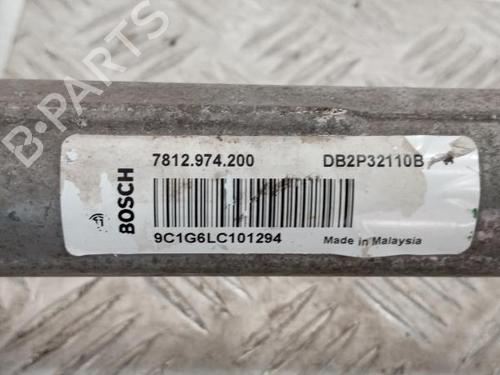 B-PARTS
BOSCH
7812.974.200 DB2P32110B
9C1G6LC101294 Made in Malaysia